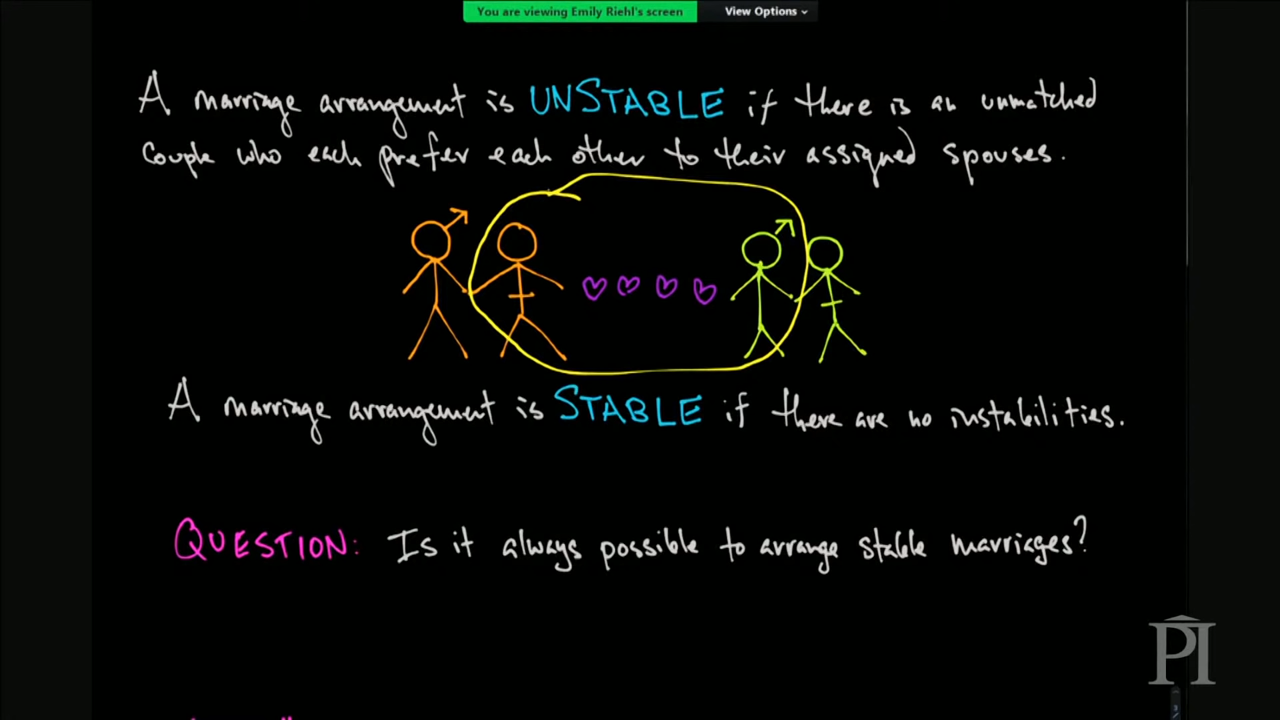 You are viewing Emily Riehl's screen View Options
A marriage arrangement is UNSTABLE if there is an unmatched
couple who each prefer each other to their assigned spouses.
A marriage arrangement is STABLE if there are no instabilities.
QUESTION: Is it always possible to arrange stable marriages?
PI